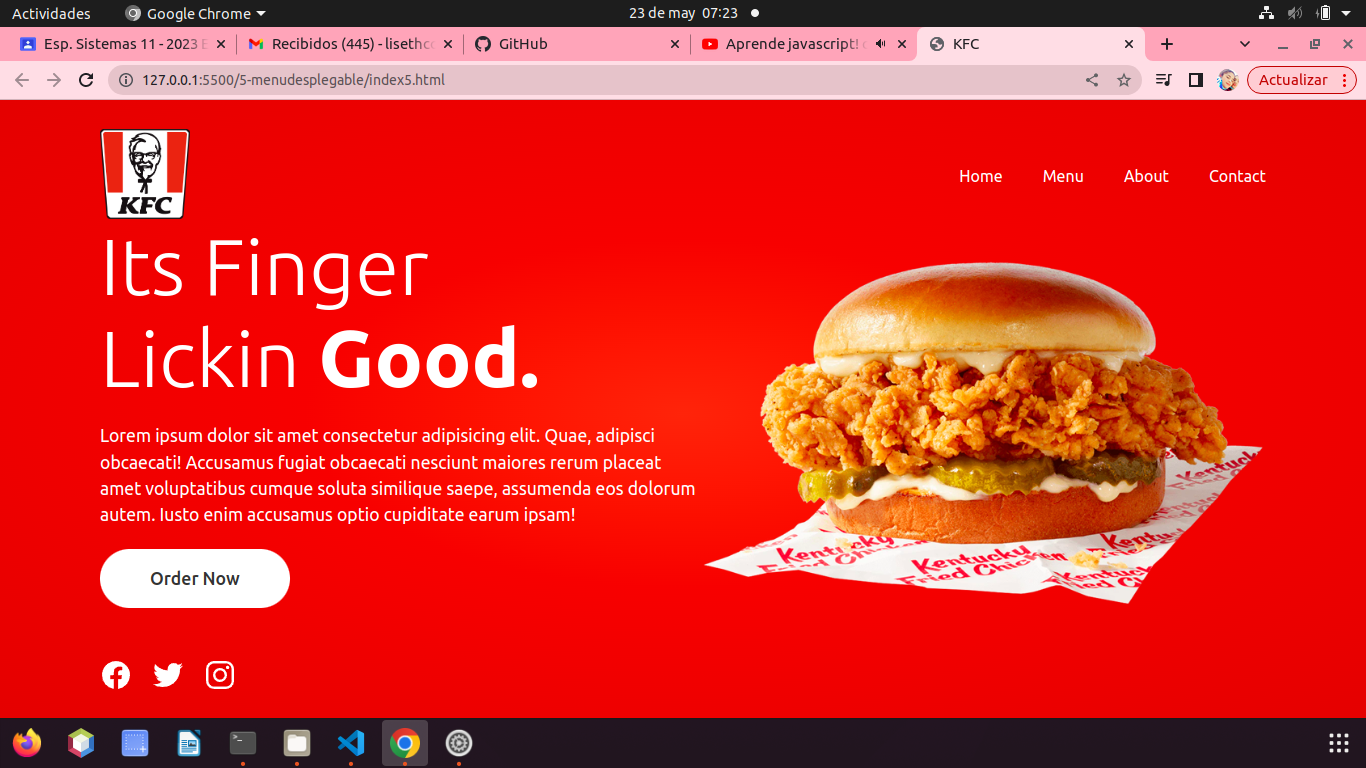 Actividades
Google Chrome
23 de may 07:23
Esp. Sistemas 11 - 2023
Recibidos (445) - lisethcc
GitHub
Aprende javascript!
KFC
127.0.0.1:5500/5-menudesplegable/index5.html
Actualizar
KFC
Home
Menu
About
Contact
Its Finger
Lickin Good.
Lorem ipsum dolor sit amet consectetur adipisicing elit. Quae, adipisci
obcaecati! Accusamus fugiat obcaecati nesciunt maiores rerum placeat
amet voluptatibus cumque soluta similique saepe, assumenda eos dolorum
autem. Iusto enim accusamus optio cupiditate earum ipsam!
Kentucky
Fried Chicken
Kentucky
Fried Chicken
Kentucky
Fried Chic
Kentucky
Order Now